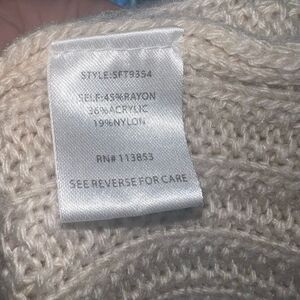 STYLE:SFT9354
SELF:45%RAYON
36%ACRYLIC
19%NYLON
RN# 113853
SEE REVERSE FOR CARE